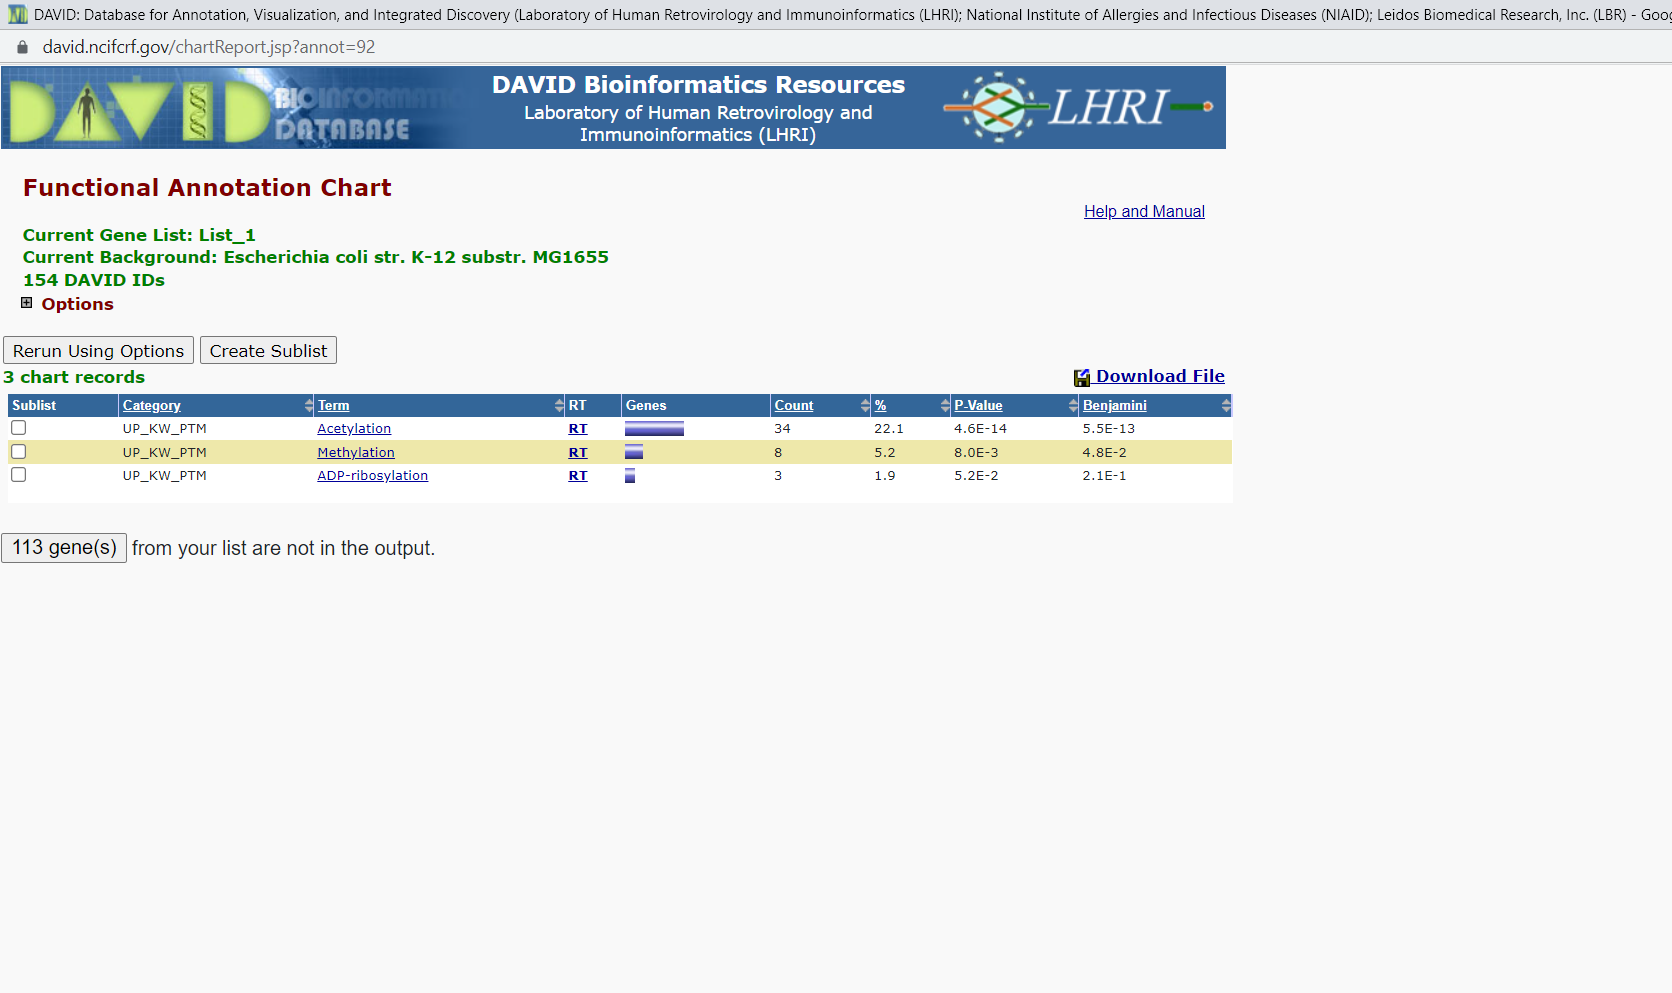 DAVID: Database for Annotation, Visualization, and Integrated Discovery (Laboratory of Human Retrovirology and Immunoinformatics (LHRI); National Institute of Allergies and Infectious Diseases (NIAID); Leidos Biomedical Research, Inc. (LBR) - Goo
david.ncifcrf.gov/chartReport.jsp?annot=92
DAVID BIOINFORMATIC DATABASE
DAVID Bioinformatics Resources
Laboratory of Human Retrovirology and
Immunoinformatics (LHRI)
LHRI
Functional Annotation Chart
Help and Manual
Current Gene List: List_1
Current Background: Escherichia coli str. K-12 substr. MG1655
154 DAVID IDs
Options
Rerun Using Options Create Sublist
3 chart records Download File
Sublist Category Term RT Genes Count % P-Value Benjamini
UP_KW_PTM Acetylation RT 34 22.1 4.6E-14 5.5E-13
UP_KW_PTM Methylation RT 8 5.2 8.0E-3 4.8E-2
UP_KW_PTM ADP-ribosylation RT 3 1.9 5.2E-2 2.1E-1
113 gene(s) from your list are not in the output.